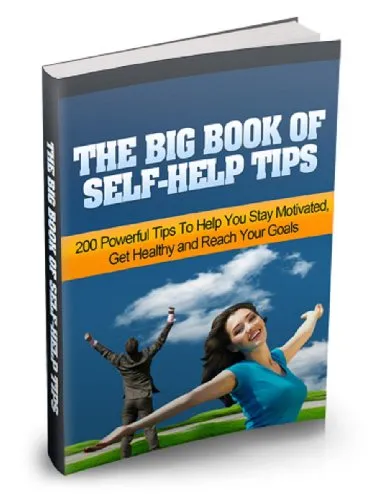 THE BIG BOOK OF
SELF-HELP TIPS
200 Powerful Tips To Help You Stay Motivated,
Get Healthy and Reach Your Goals
THE BIG BOOK OF SELF-HELP TIPS